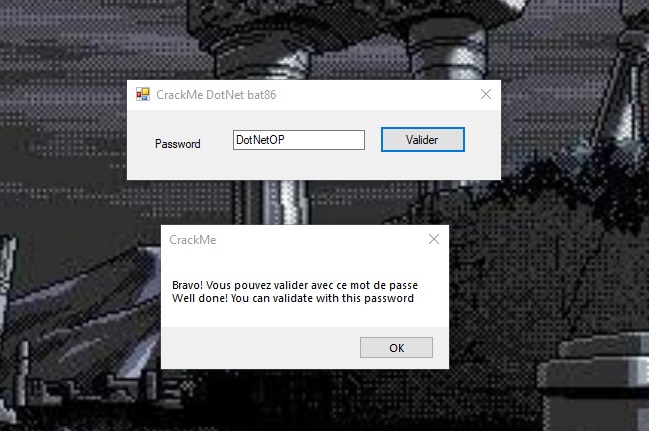 CrackMe DotNet bat86
Password DotNetOP Valider
CrackMe
Bravo! Vous pouvez valider avec ce mot de passe
Well done! You can validate with this password
OK